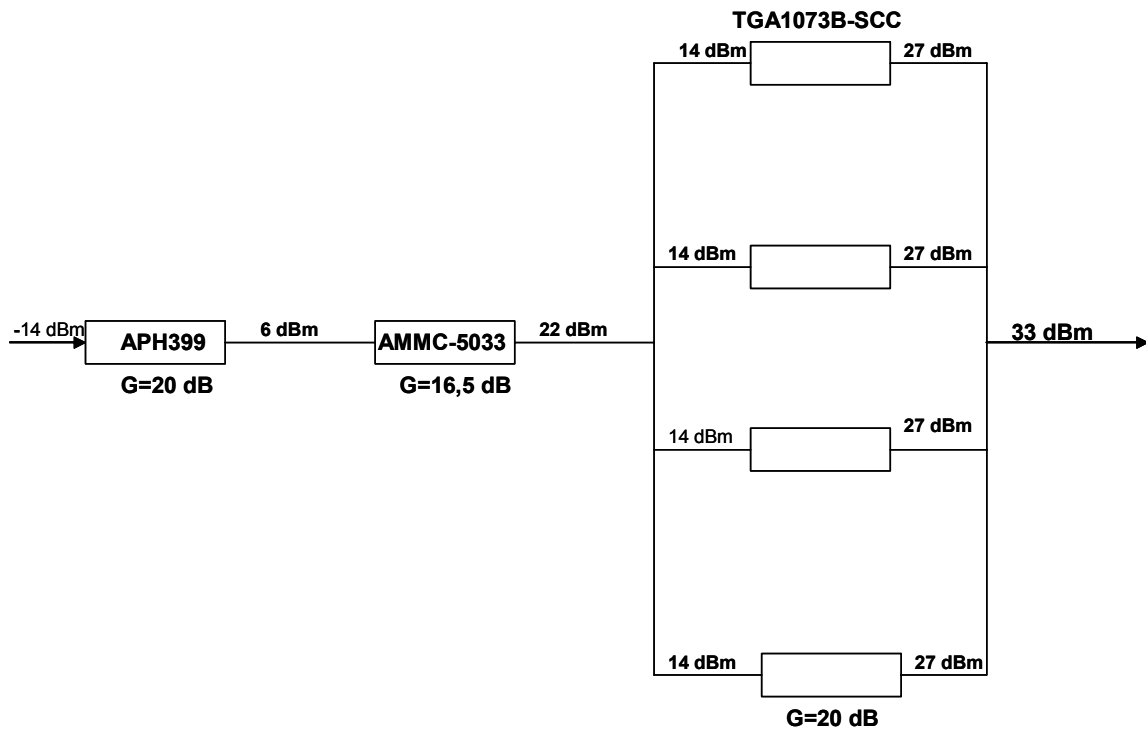 TGA1073B-SCC
14 dBm
27 dBm
14 dBm
27 dBm
-14 dBm
APH399
6 dBm
AMMC-5033
22 dBm
33 dBm
G=20 dB
G=16,5 dB
14 dBm
27 dBm
14 dBm
27 dBm
G=20 dB